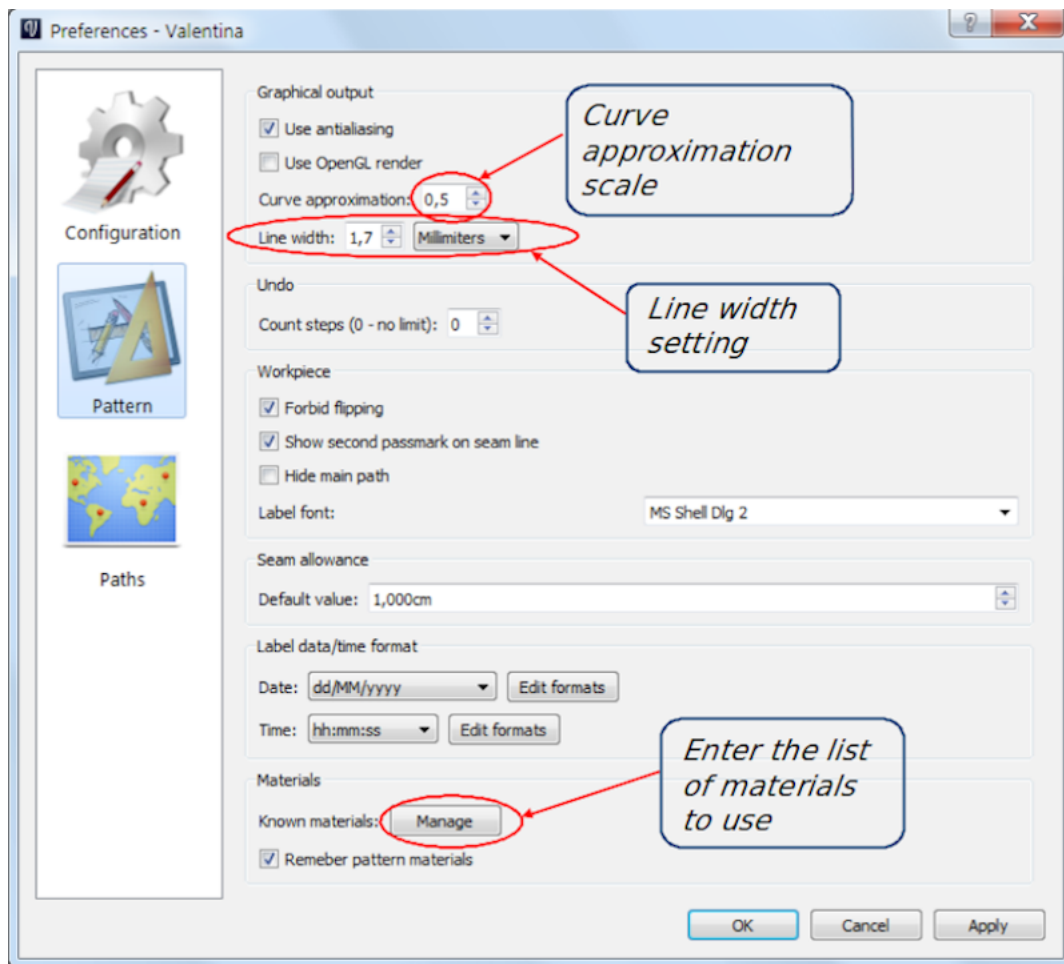 Preferences - Valentina
Configuration
Pattern
Paths
Graphical output
Use antialiasing
Use OpenGL render
Curve approximation: 0,5
Line width: 1,7 Millimiters
Curve
approximation
scale
Undo
Count steps (0 - no limit): 0
Line width
setting
Workpiece
Forbid flipping
Show second passmark on seam line
Hide main path
Label font: MS Shell Dlg 2
Seam allowance
Default value: 1,000cm
Label data/time format
Date: dd/MM/yyyy Edit formats
Time: hh:mm:ss Edit formats
Enter the list
of materials
to use
Materials
Known materials: Manage
Remeber pattern materials
OK Cancel Apply